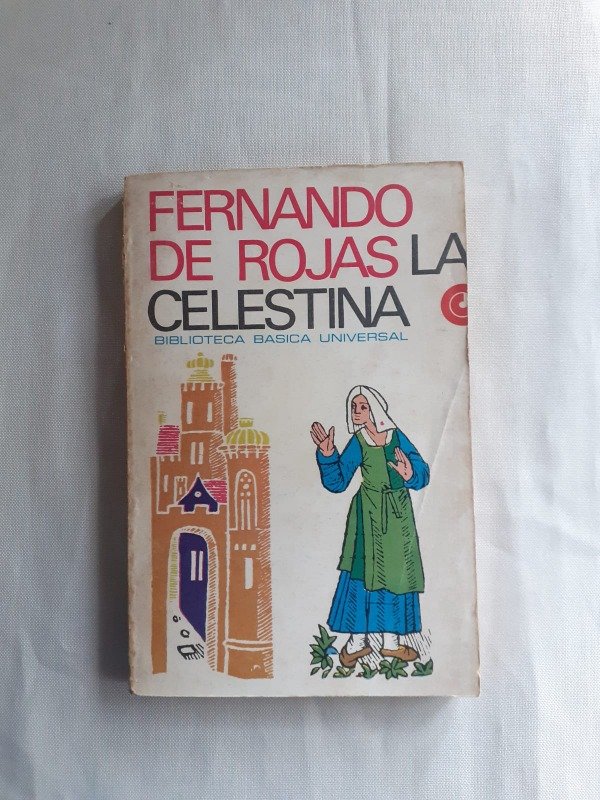 FERNANDO
DE ROJAS LA
CELESTINA
BIBLIOTECA BASICA UNIVERSAL